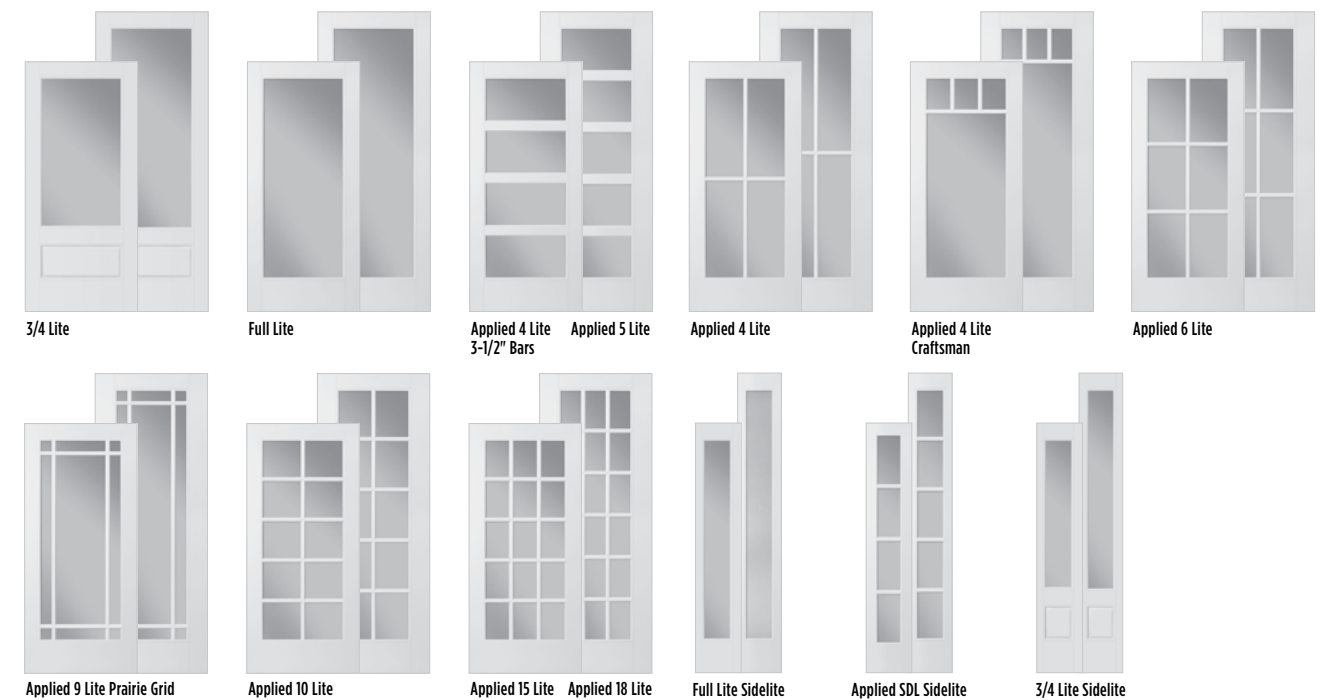 3/4 Lite
Full Lite
Applied 4 Lite
3-1/2" Bars
Applied 5 Lite
Applied 4 Lite
Applied 4 Lite
Craftsman
Applied 6 Lite
Applied 9 Lite Prairie Grid
Applied 10 Lite
Applied 15 Lite
Applied 18 Lite
Full Lite Sidelite
Applied SDL Sidelite
3/4 Lite Sidelite